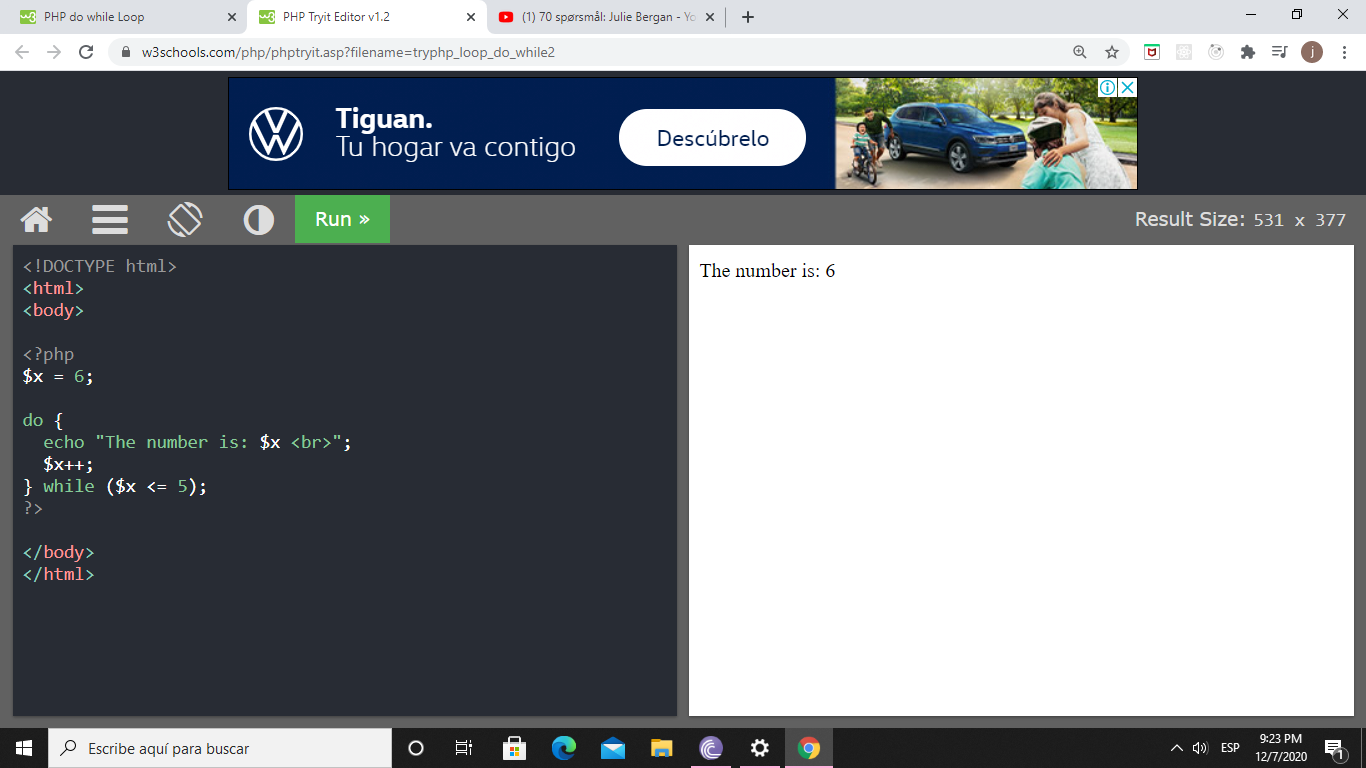 PHP do while Loop
PHP Tryit Editor v1.2
(1) 70 spørsmål: Julie Bergan - Yo
w3schools.com/php/phptryit.asp?filename=tryphp_loop_do_while2
j
Tiguan.
Tu hogar va contigo
Descúbrelo
Run »
Result Size: 531 x 377
<!DOCTYPE html>
<html>
<body>
<?php
$x = 6;
do {
  echo "The number is: $x <br>";
  $x++;
} while ($x <= 5);
?>
</body>
</html>
The number is: 6
Escribe aquí para buscar
ESP
9:23 PM
12/7/2020
1